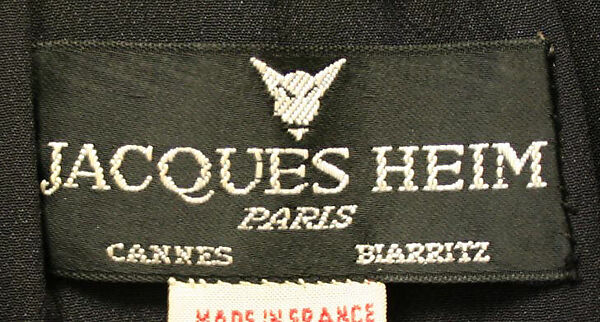 JACQUES HEIM
PARIS
CANNES BIARRITZ
MADE IN FRANCE